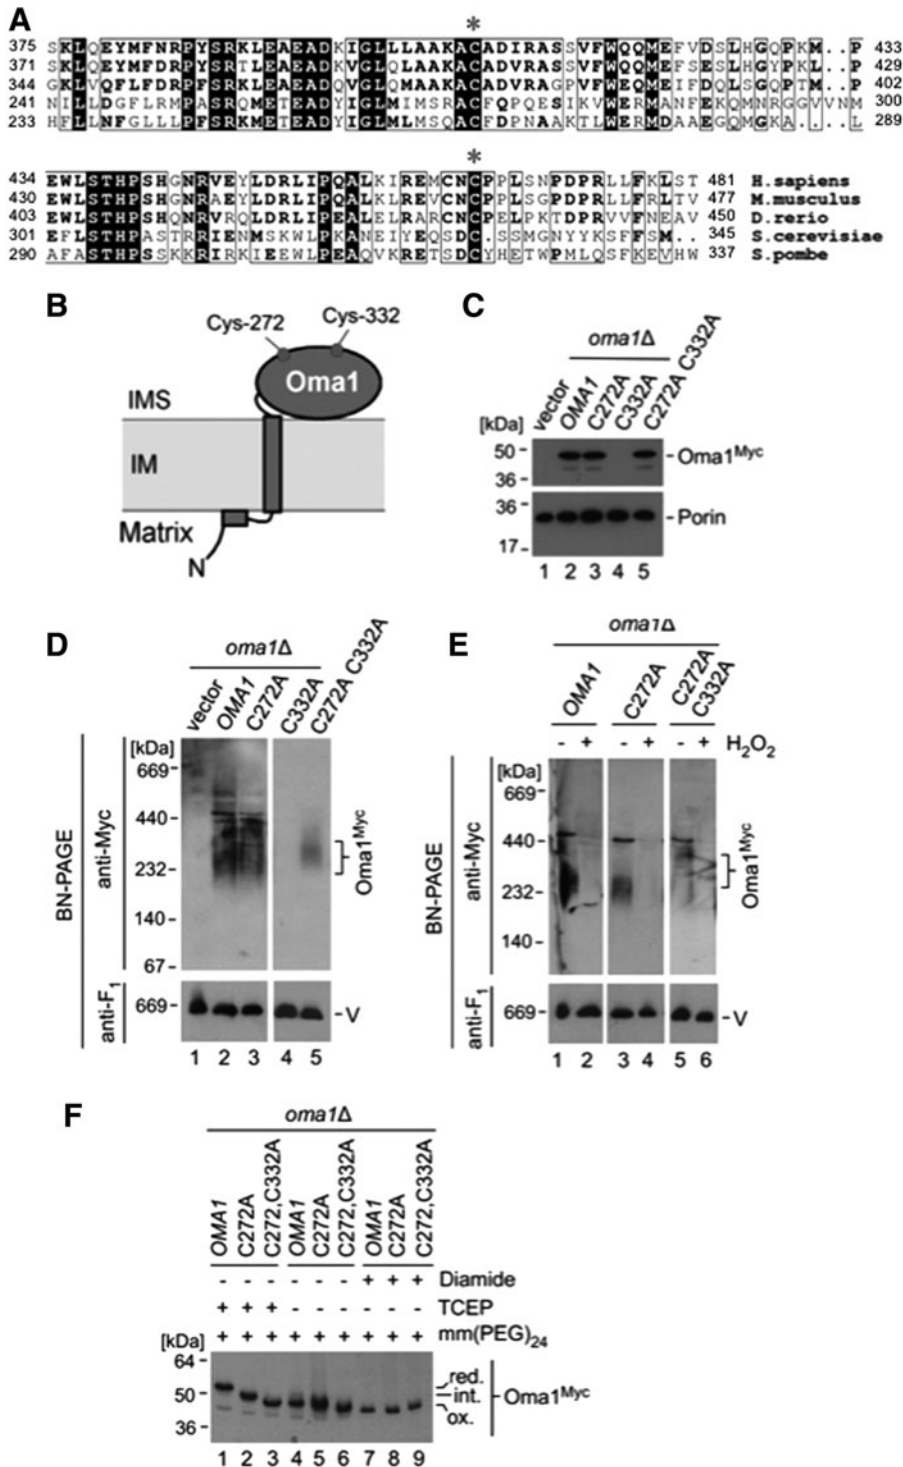 A
*
375 SKLQEYMFNRPYSRKLEAEADKIGLLLAAKACADIRASSVFWQQMEFVDSLHGQPKM..P 433
371 SKLQEYMFDRPYSRTLEAEADKVGLQLAAKACADVRASSVFWQQMEFSESLHGYPKL..P 429
344 GKLVQFLFDRPFSRKLEAEADKVGLQMAAKACADVRAGPVFWEQMEIFDQLSGQPTM..P 402
241 NILLDGFLRMPASRQMETEADYIGLMIMSRACFQPQESIKVWERMANFEKQMNRGGVVNM 300
233 HFLLNFGLLLPFSRKMETEADYIGLMLMSQACFDPNAAKTLWERMDAAEGQMGKA...L 289
*
434 EWLSTHPSHGNRVEYLDRLIPQALKIREMCNCPPLSNPDPRLLFKLST 481 H.sapiens
430 EWLSTHPSHGNRAEYLDRLIPQALKIREVCNCPPLSGPDPRLLFRLTV 477 M.musculus
403 EWLSTHPSHQNRVRQLDRLIPEALELRARCNCPELPKTDPRVVFNEAV 450 D.rerio
301 EFLSTHPASTRRIENMSKWLPKANEIYEQSDC.SSMGNYYKSFFSM.. 345 S.cerevisiae
290 AFASTHPSSKKRIRKIEEWLPEAQVKRETSDCYHETWPMLQSFKEVHW 337 S.pombe
B
Cys-272
Cys-332
Oma1
IMS
IM
Matrix
N
C
oma1Δ
vector
OMA1
C272A
C332A
C272A C332A
[kDa]
50
36
Oma1Myc
36
17
Porin
1 2 3 4 5
D
oma1Δ
vector
OMA1
C272A
C332A
C272A C332A
[kDa]
669
440
232
140
67
BN-PAGE
anti-Myc
Oma1Myc
anti-F1
669
V
1 2 3 4 5
E
oma1Δ
OMA1
C272A
C272A
C332A
- + - + - + H2O2
[kDa]
669
440
232
140
BN-PAGE
anti-Myc
Oma1Myc
anti-F1
669
V
1 2 3 4 5 6
F
oma1Δ
OMA1
C272A
C272,C332A
OMA1
C272A
C272,C332A
OMA1
C272A
C272,C332A
- - - - - - + + + Diamide
+ + + - - - - - - TCEP
+ + + + + + + + + mm(PEG)24
[kDa]
64
50
36
red.
int.
ox.
Oma1Myc
1 2 3 4 5 6 7 8 9